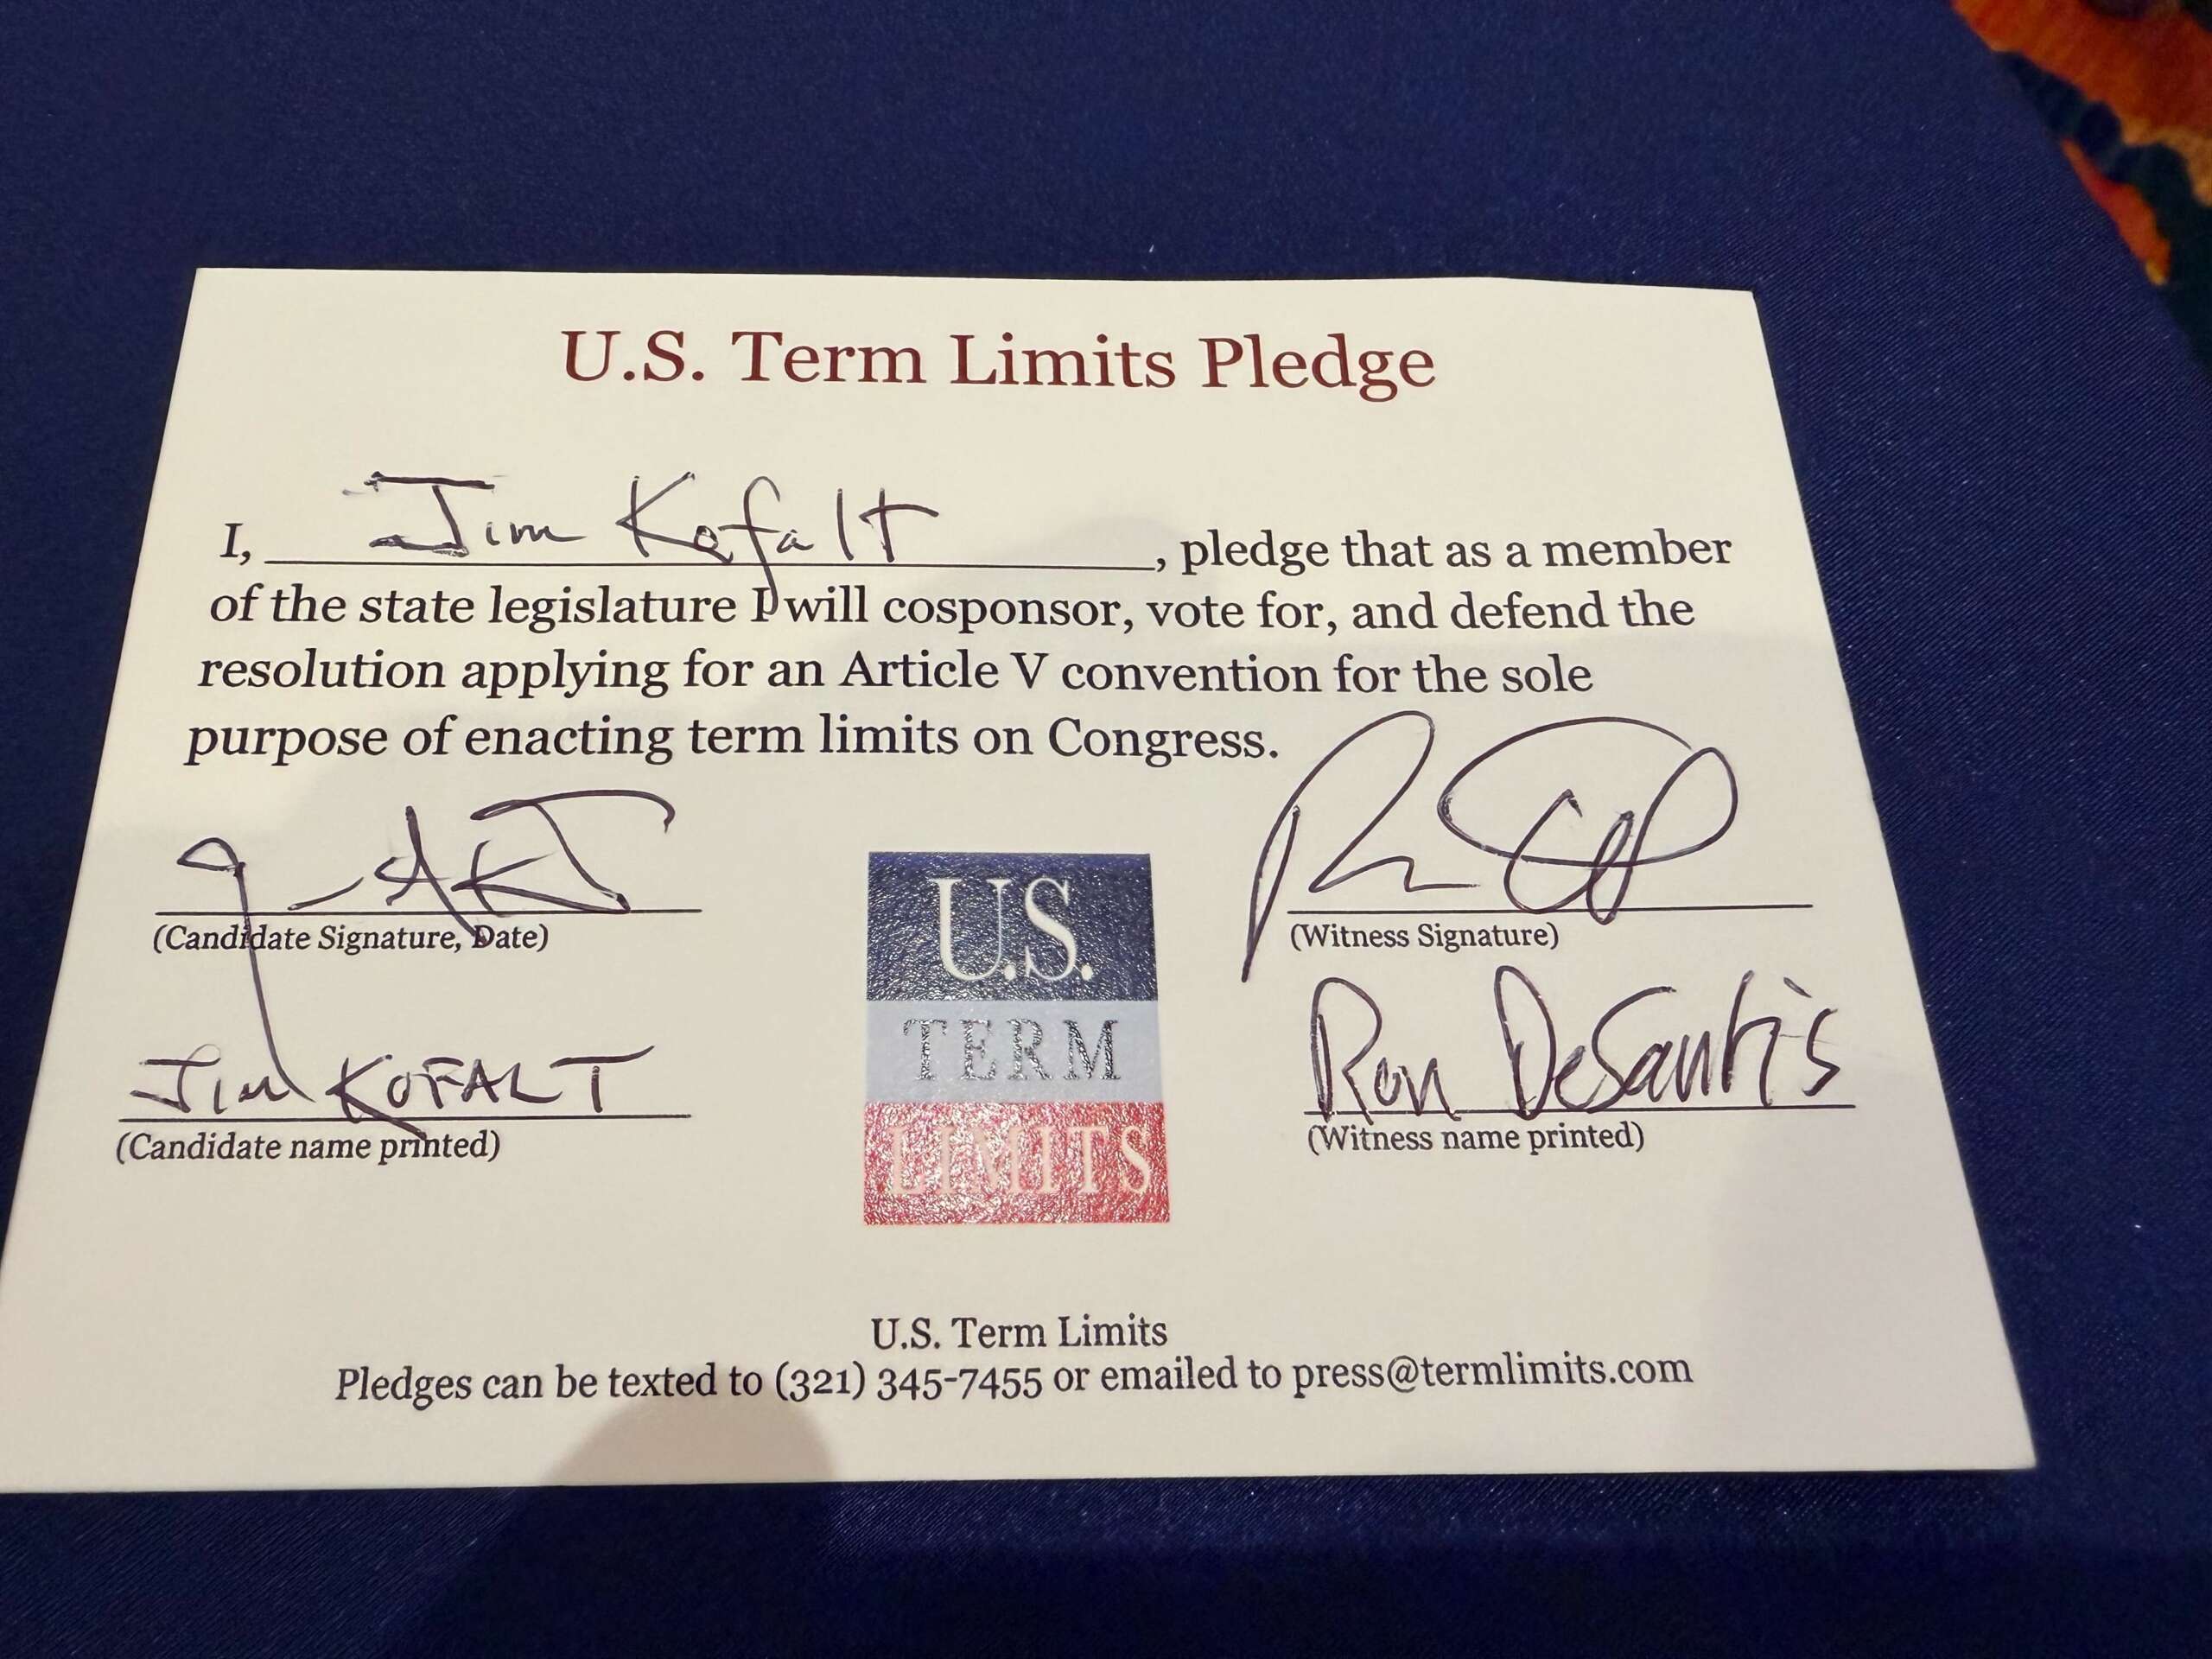 U.S. Term Limits Pledge
I, Jim Kofalt, pledge that as a member
of the state legislature I will cosponsor, vote for, and defend the
resolution applying for an Article V convention for the sole
purpose of enacting term limits on Congress.
(Candidate Signature, Date)
(Witness Signature)
JIM KOFALT
(Candidate name printed)
Ron DeSantis
(Witness name printed)
U.S.
TERM
LIMITS
U.S. Term Limits
Pledges can be texted to (321) 345-7455 or emailed to press@termlimits.com